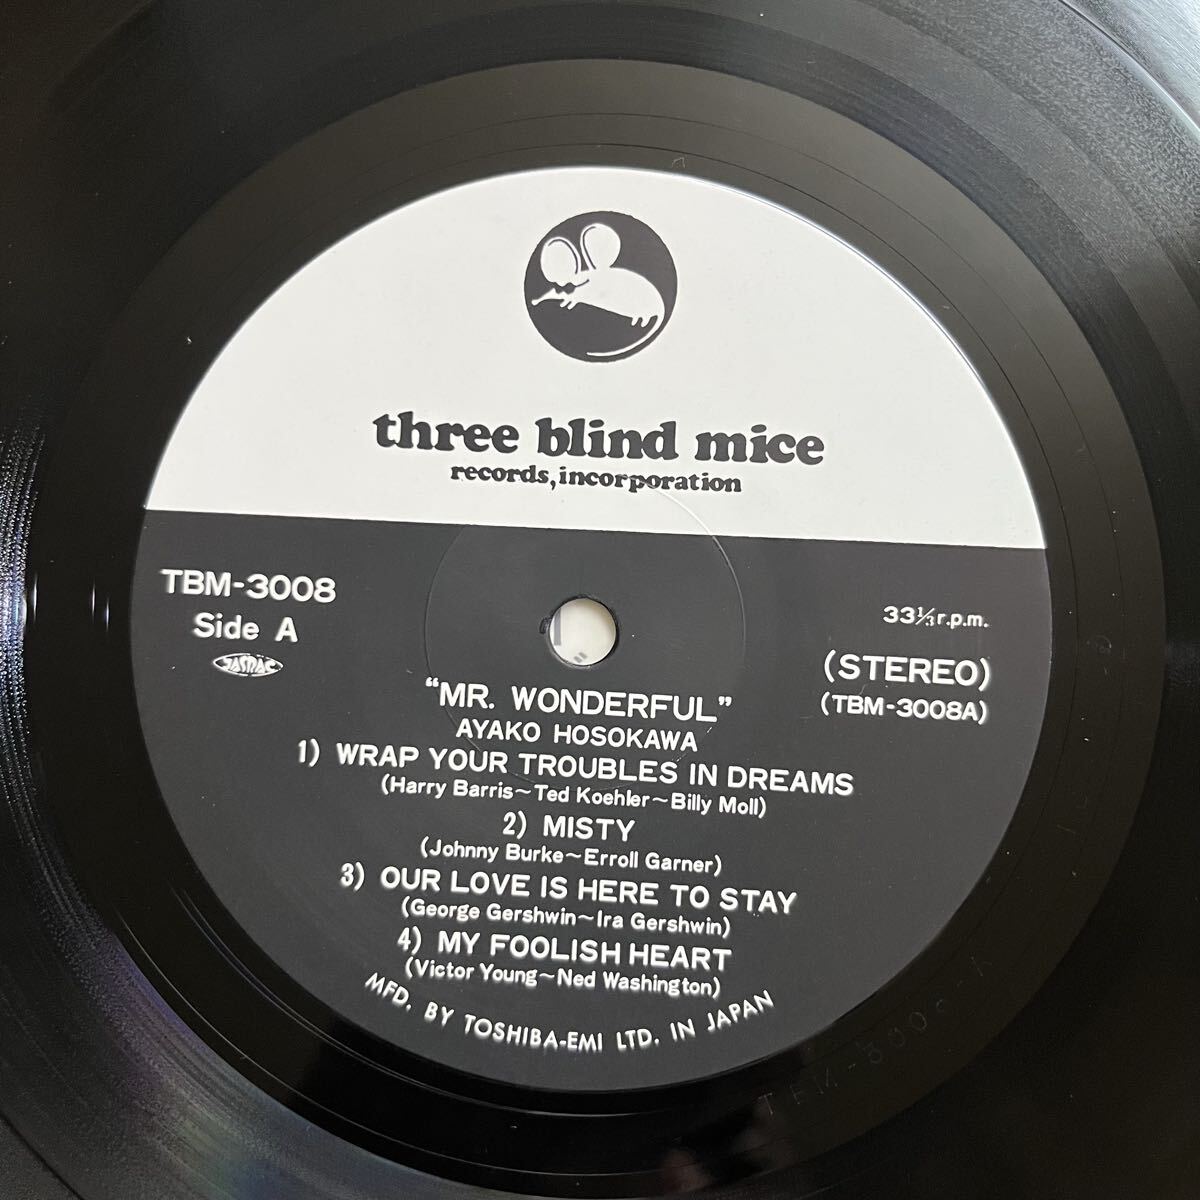 three blind mice
records, incorporation
TBM-3008
Side A
JASRAC
33⅓ r.p.m.
(STEREO)
(TBM-3008A)
"MR. WONDERFUL"
AYAKO HOSOKAWA
1) WRAP YOUR TROUBLES IN DREAMS
(Harry Barris~Ted Koehler~Billy Moll)
2) MISTY
(Johnny Burke~Erroll Garner)
3) OUR LOVE IS HERE TO STAY
(George Gershwin~Ira Gershwin)
4) MY FOOLISH HEART
(Victor Young~Ned Washington)
MFD. BY TOSHIBA-EMI LTD. IN JAPAN